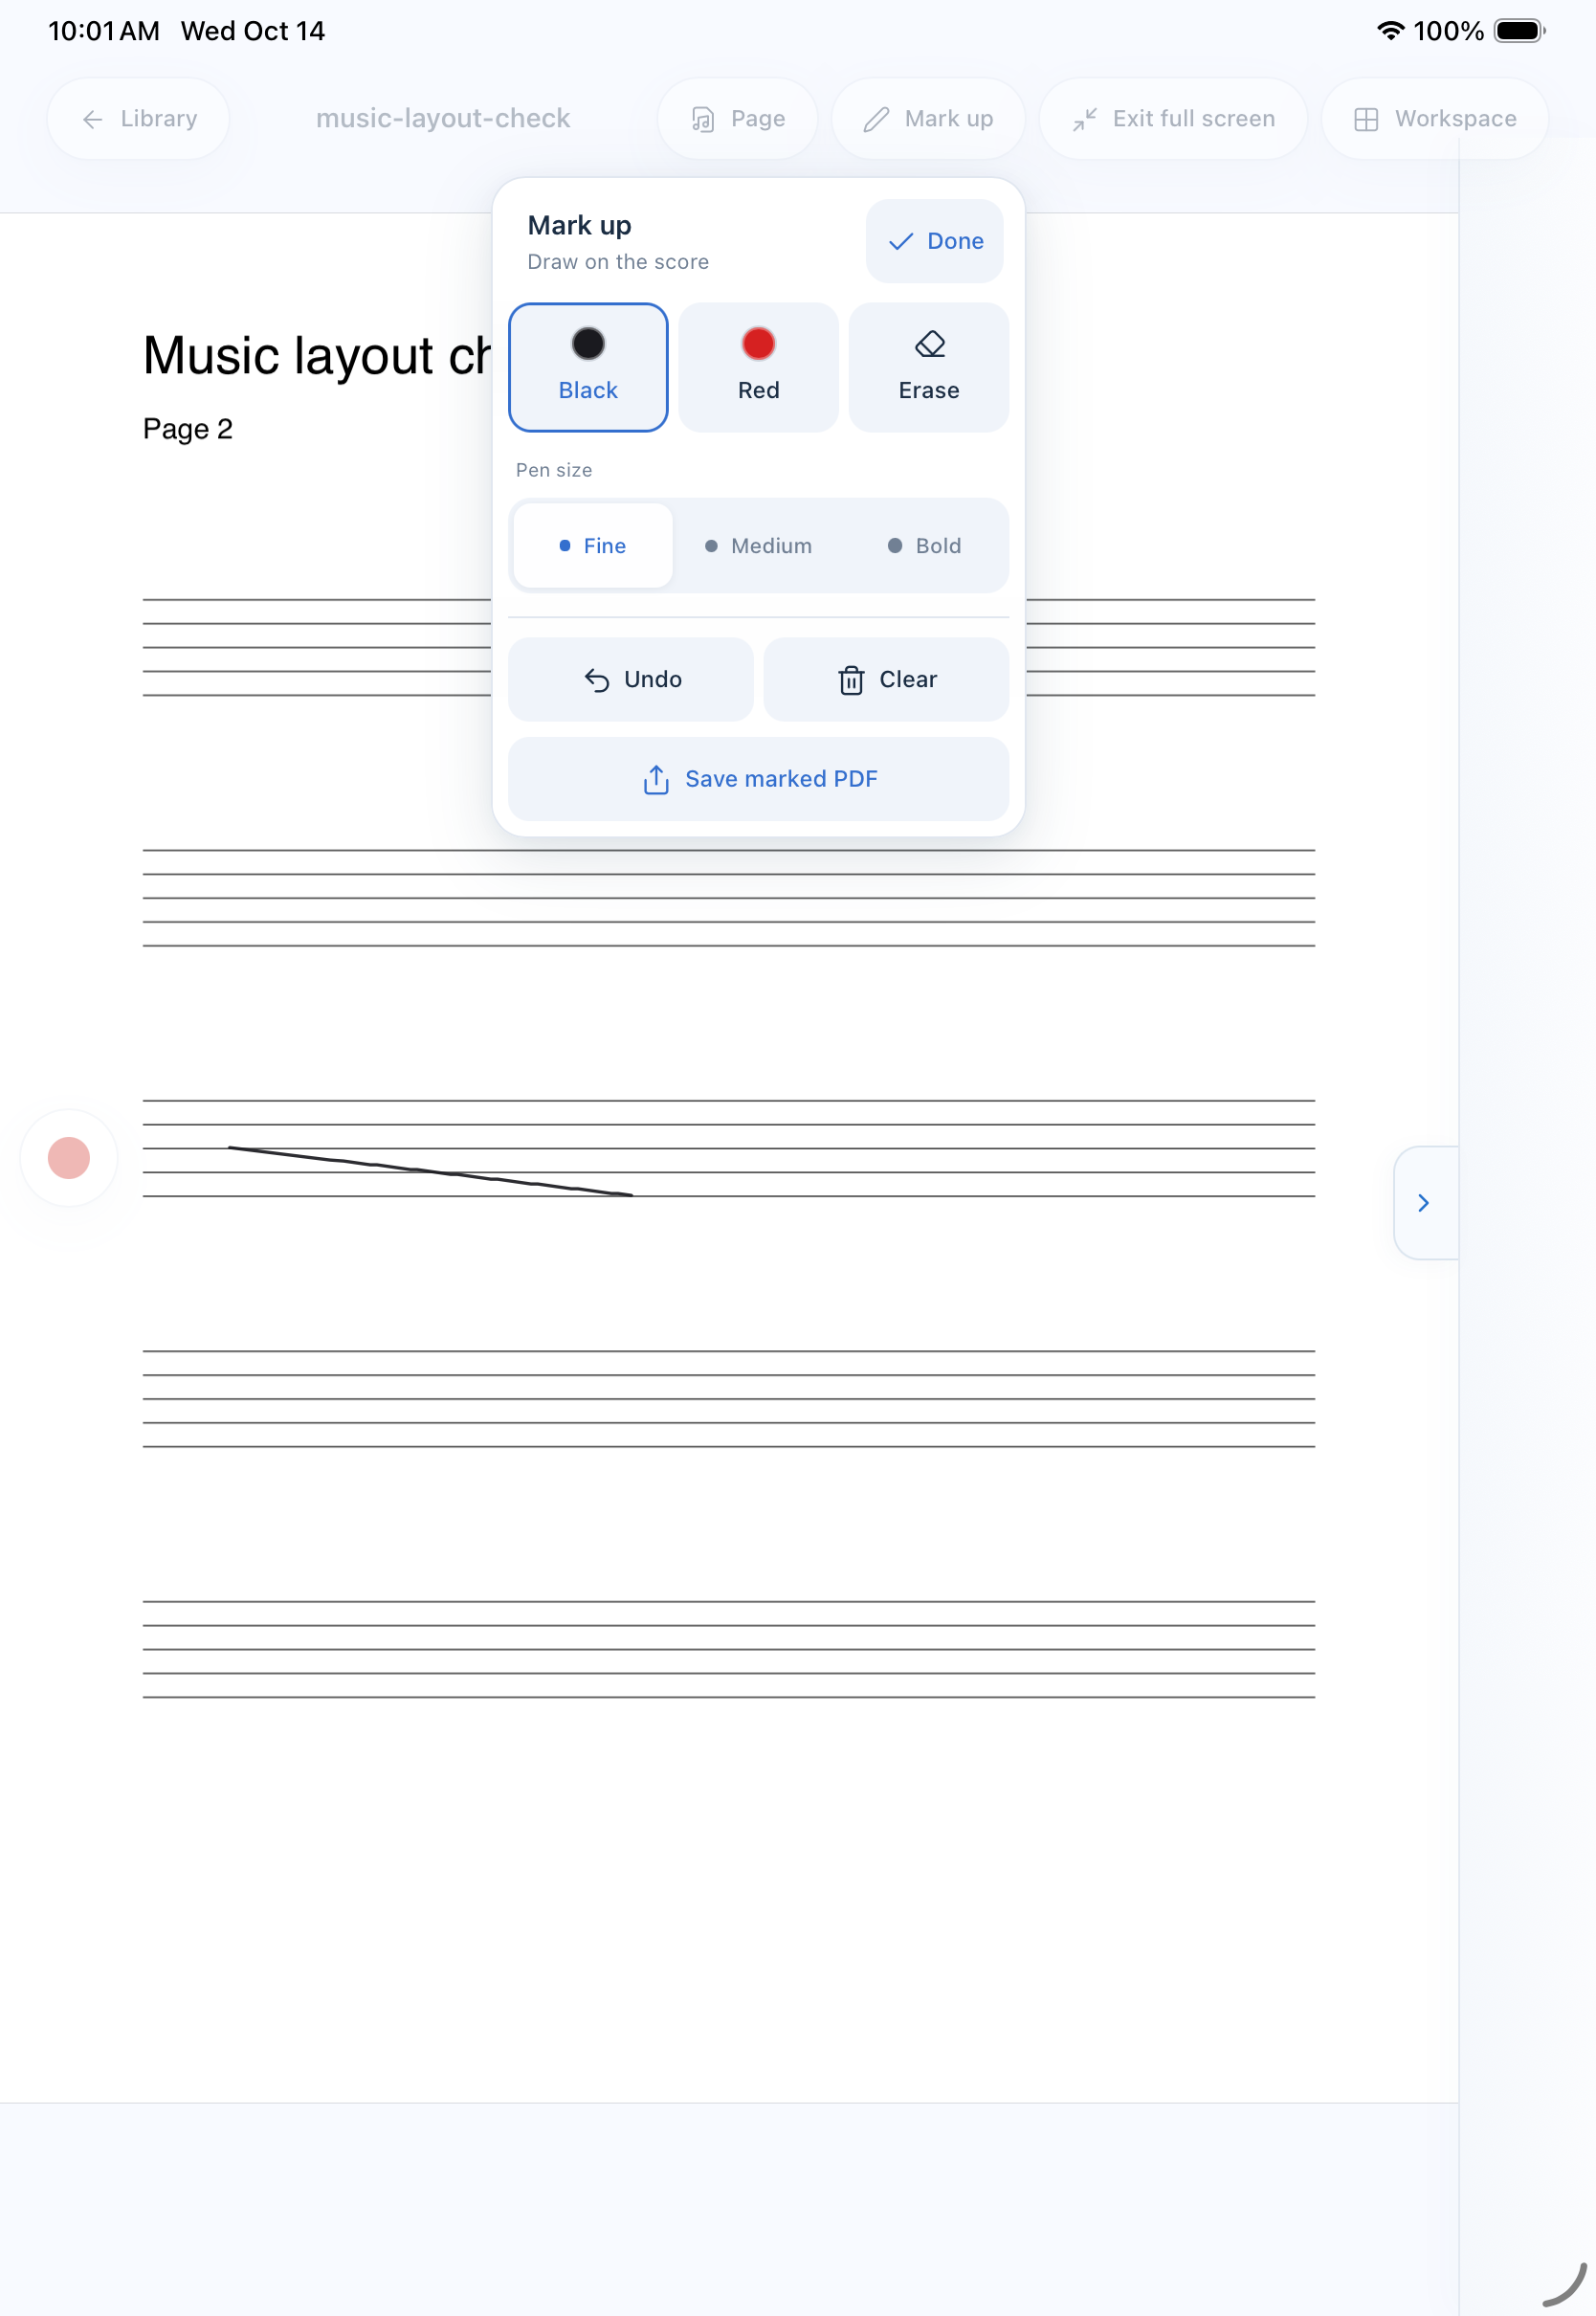 10:01 AM Wed Oct 14 100%
Library music-layout-check Page Mark up Exit full screen Workspace
Mark up
Draw on the score
Done
Music layout ch
Page 2
Black Red Erase
Pen size
Fine Medium Bold
Undo Clear
Save marked PDF